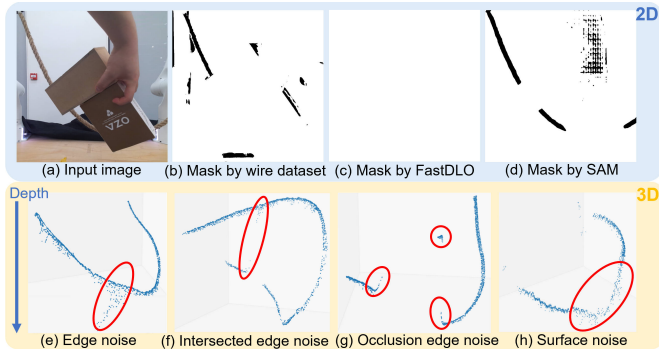 2D
VZO
(a) Input image
(b) Mask by wire dataset
(c) Mask by FastDLO
(d) Mask by SAM
Depth
3D
(e) Edge noise
(f) Intersected edge noise
(g) Occlusion edge noise
(h) Surface noise